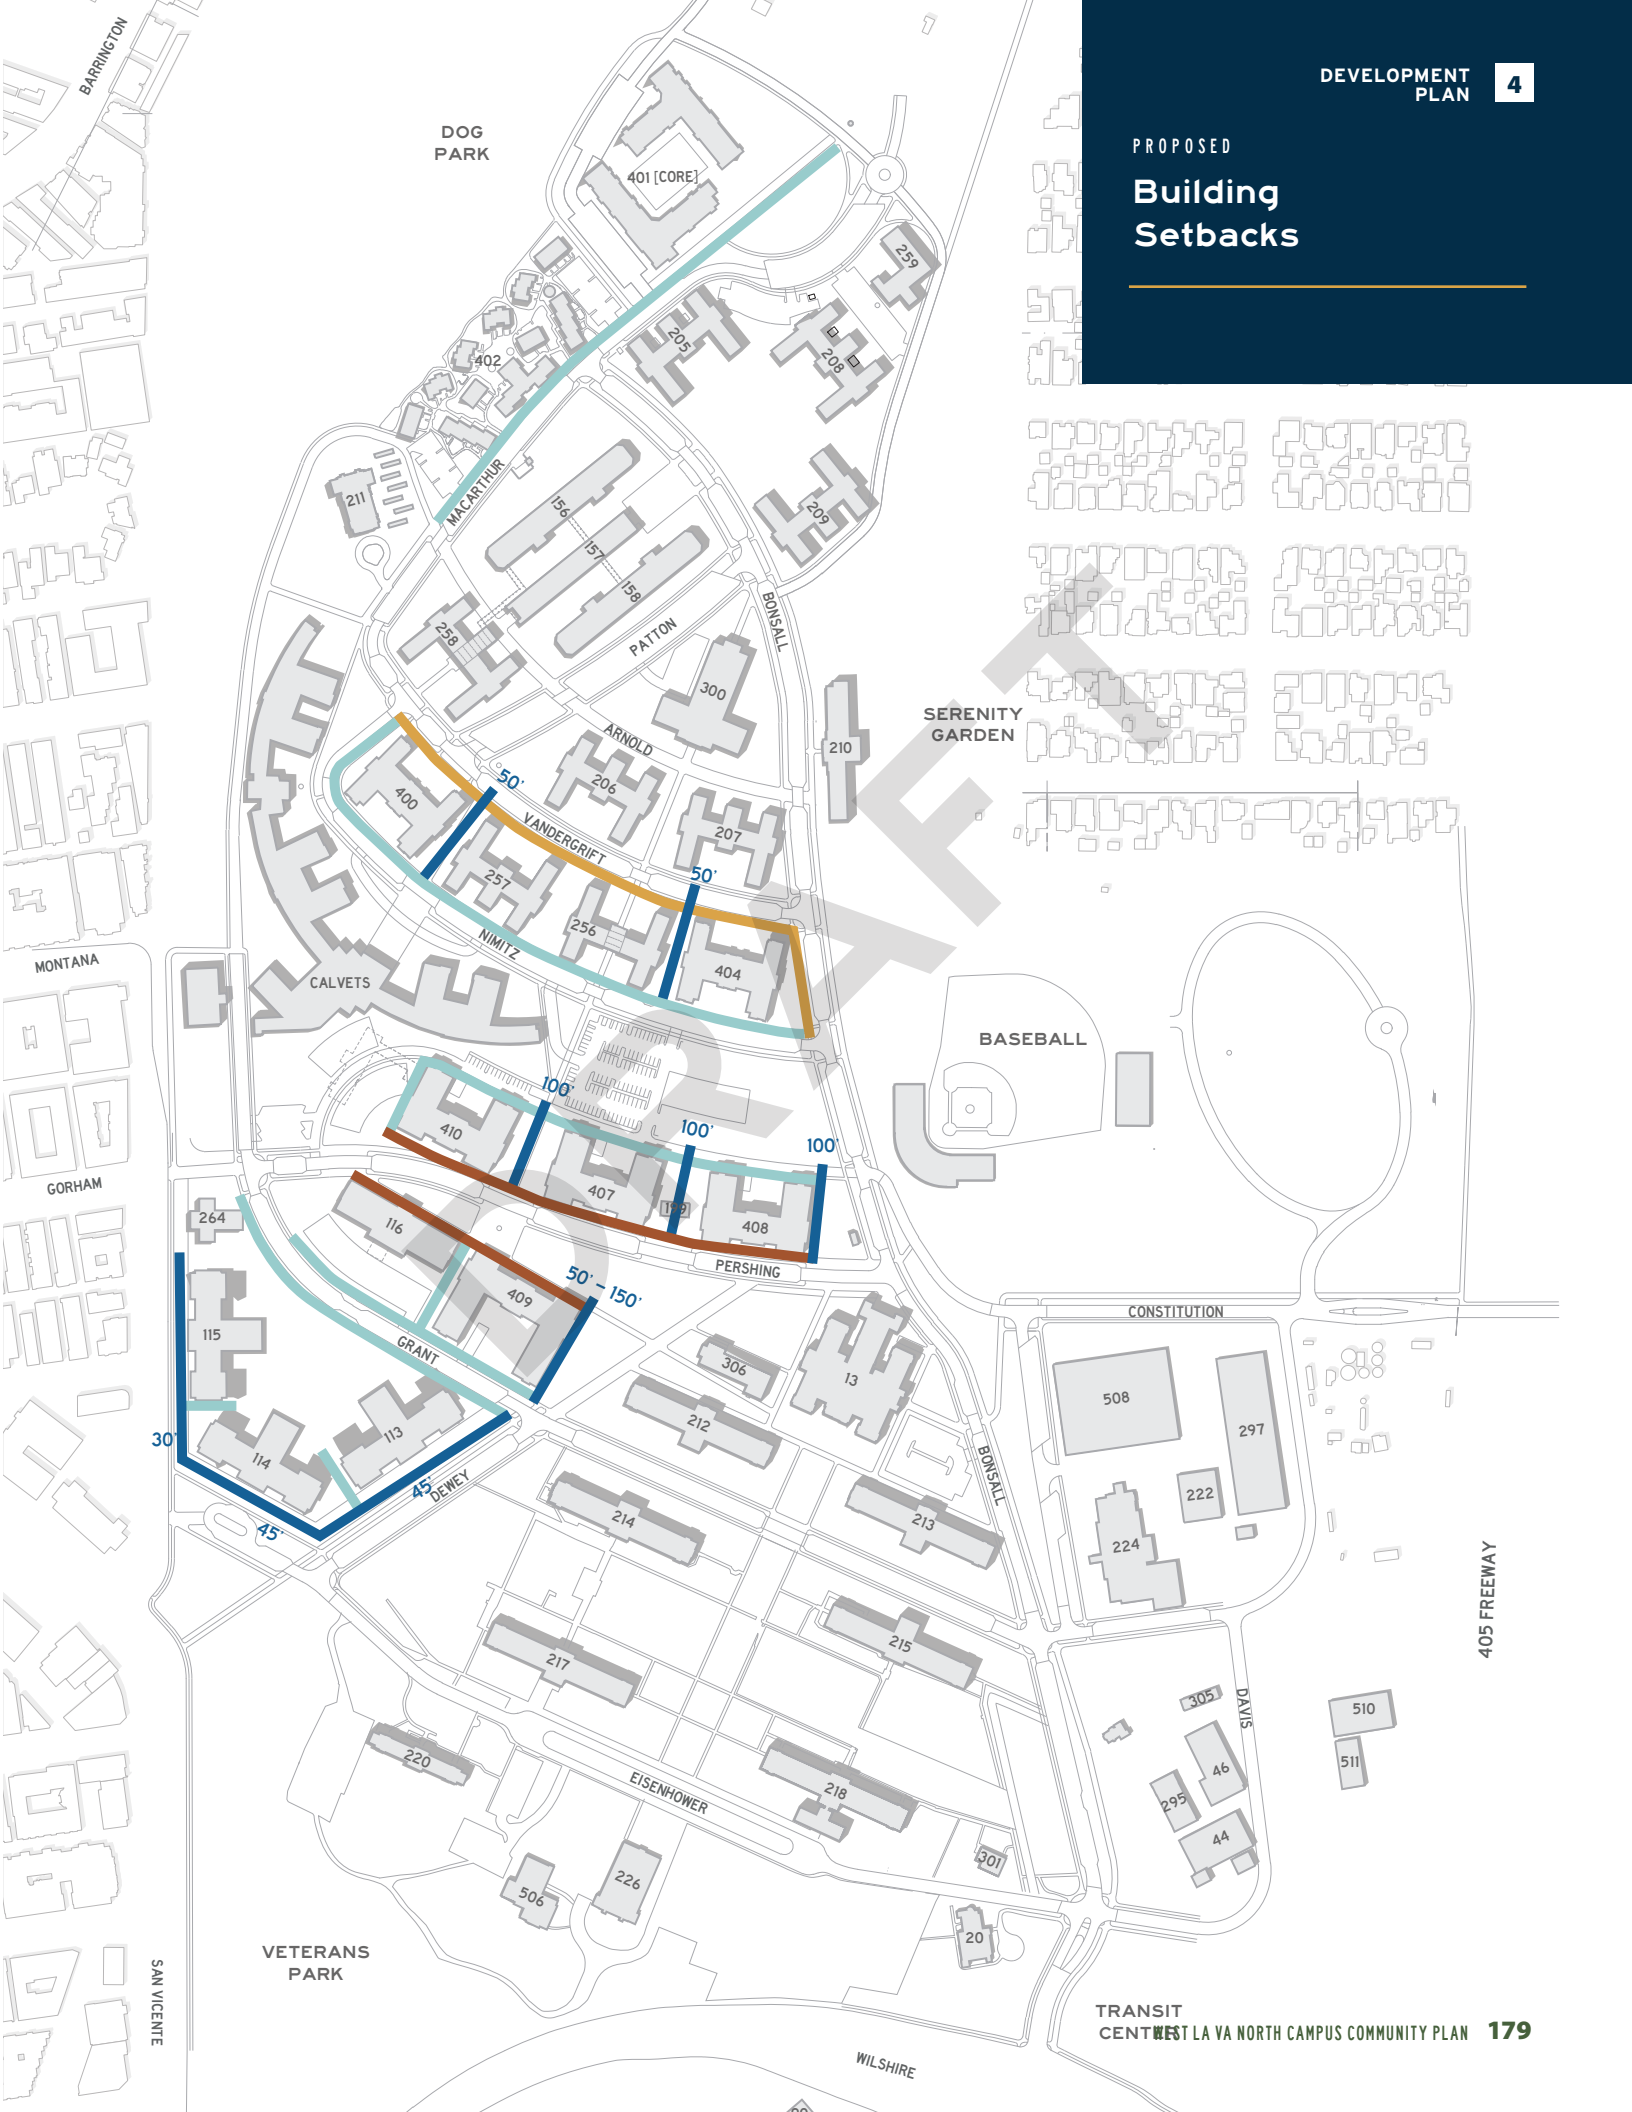 BARRINGTON
DEVELOPMENT
PLAN
4
PROPOSED
Building
Setbacks
DOG
PARK
401 [CORE]
259
205
208
402
MACARTHUR
211
156
157
158
209
258
PATTON
BONSALL
300
SERENITY
GARDEN
ARNOLD
210
206
400
50'
VANDERGRIFT
207
257
50'
256
NIMITZ
404
MONTANA
CALVETS
BASEBALL
100'
410
100'
100'
407
199
408
GORHAM
264
116
PERSHING
50' – 150'
409
CONSTITUTION
115
GRANT
306
13
508
297
212
113
114
30'
45'
DEWEY
45'
BONSALL
222
214
213
224
405 FREEWAY
215
217
305
DAVIS
510
511
46
220
EISENHOWER
218
295
44
301
226
506
20
VETERANS
PARK
SAN VICENTE
TRANSIT
CENTER
WEST LA VA NORTH CAMPUS COMMUNITY PLAN 179
WILSHIRE
DRAFT